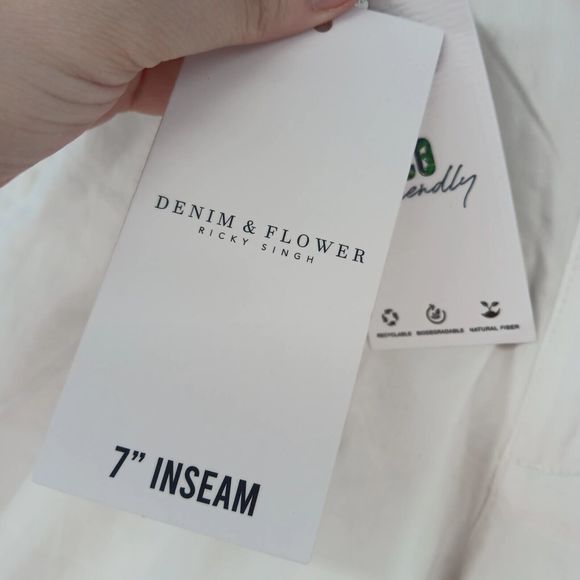 DENIM & FLOWER
RICKY SINGH
7” INSEAM
RECYCLABLE BIODEGRADABLE NATURAL FIBER